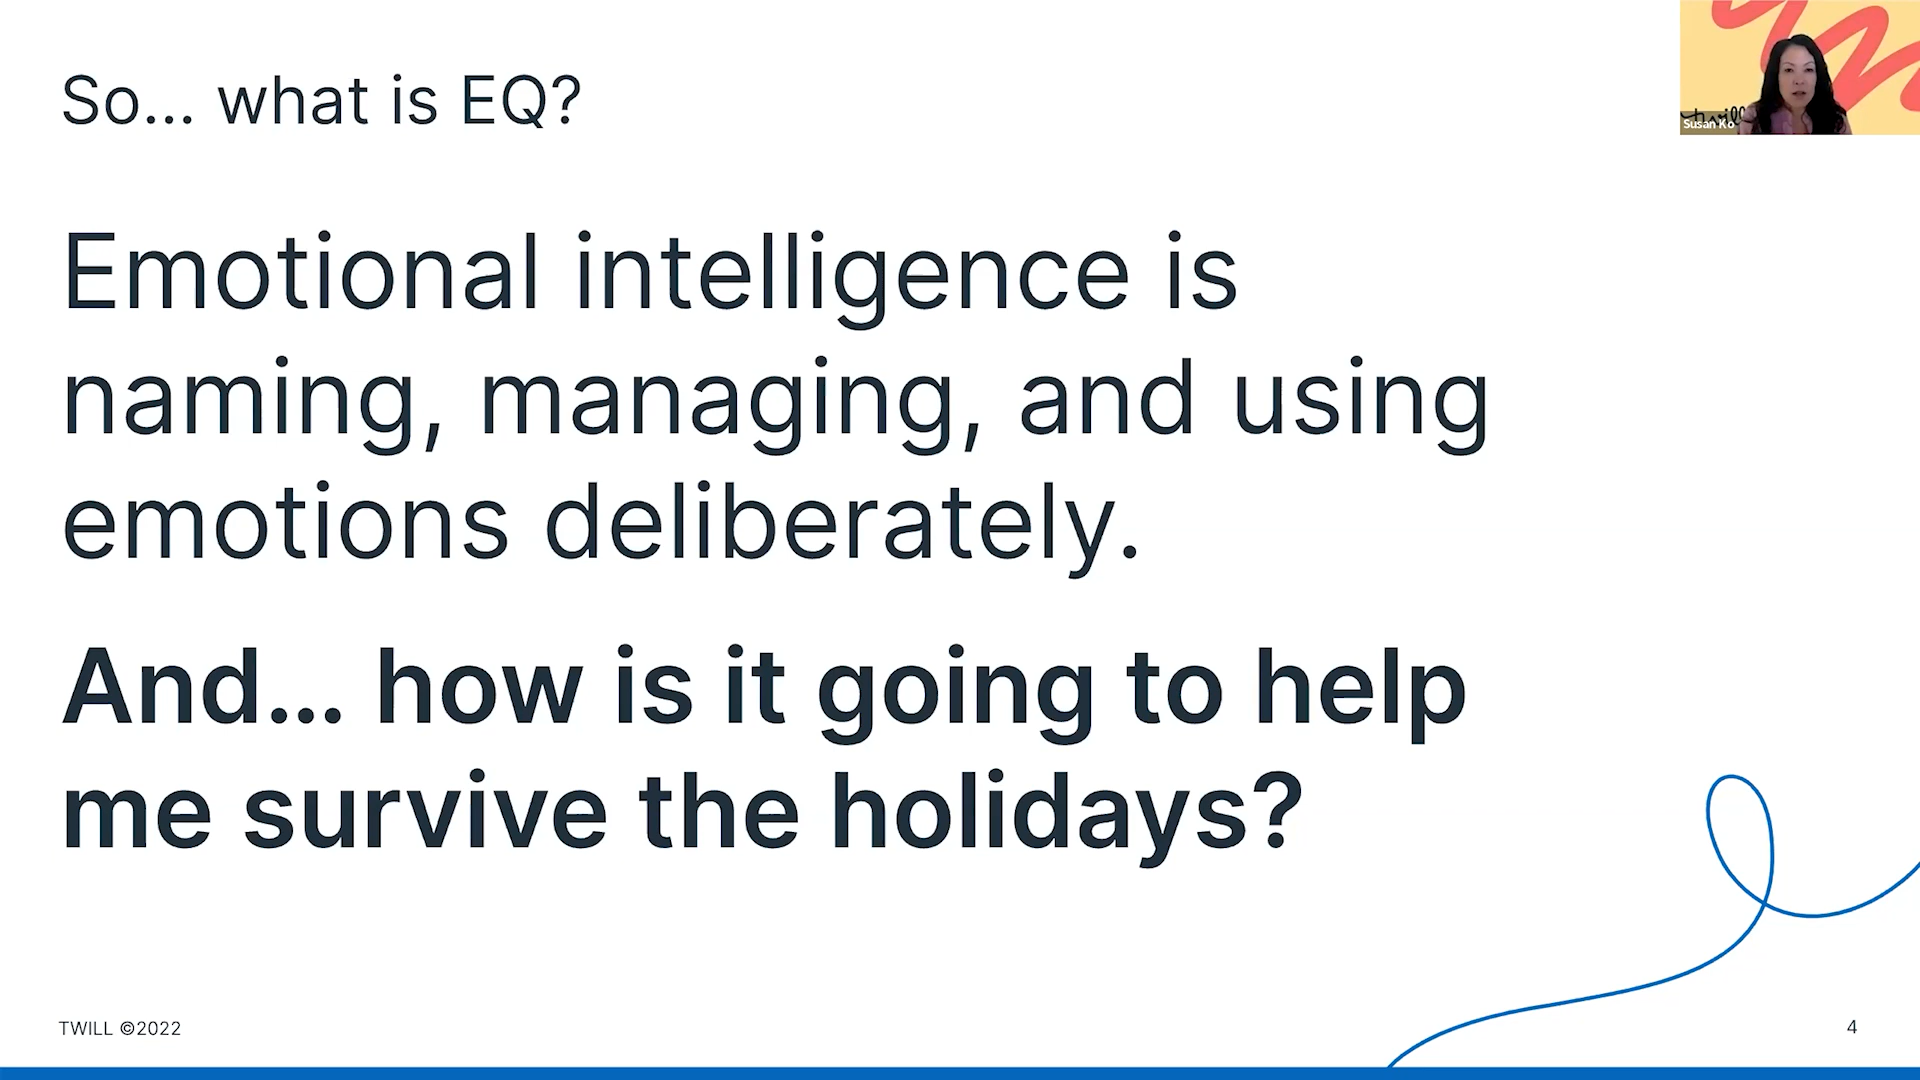 So... what is EQ?
twill
Susan Ko
Emotional intelligence is
naming, managing, and using
emotions deliberately.
And... how is it going to help
me survive the holidays?
TWILL ©2022
4